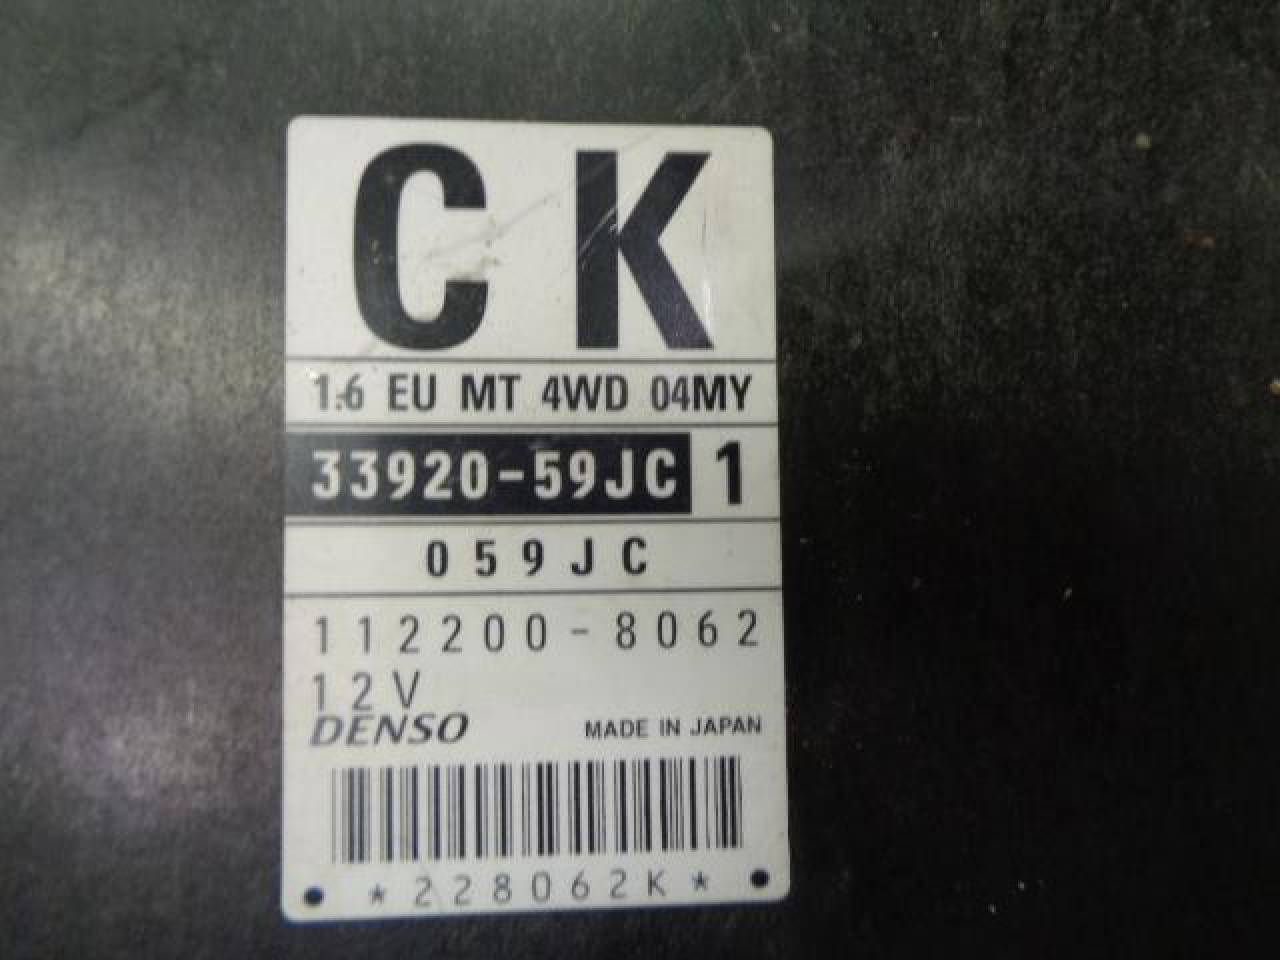 CK
1.6 EU MT 4WD 04MY
33920-59JC 1
059JC
112200-8062
12V
DENSO MADE IN JAPAN
*228062K*